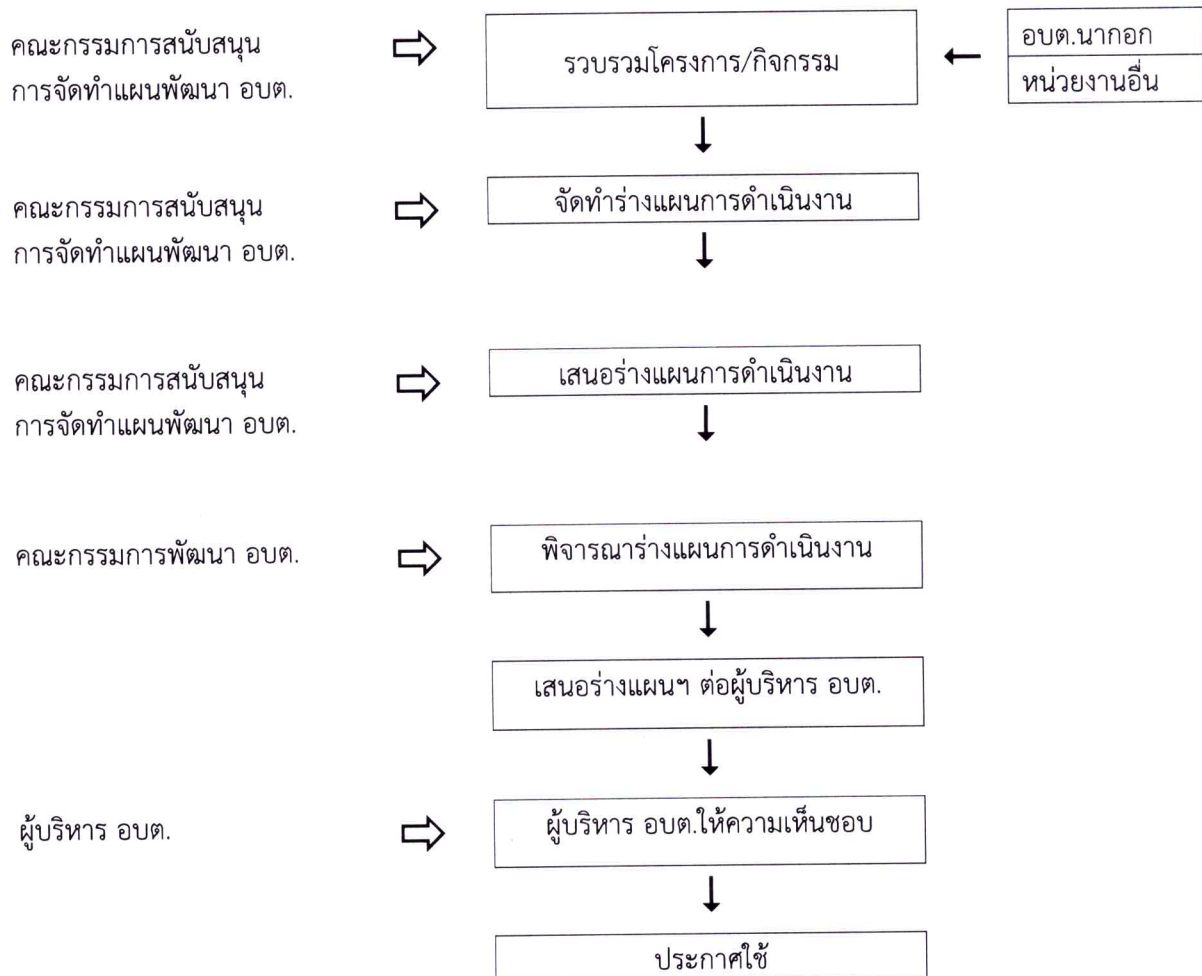 คณะกรรมการสนับสนุน
การจัดทำแผนพัฒนา อบต.
รวบรวมโครงการ/กิจกรรม
อบต.นากอก
หน่วยงานอื่น
คณะกรรมการสนับสนุน
การจัดทำแผนพัฒนา อบต.
จัดทำร่างแผนการดำเนินงาน
คณะกรรมการสนับสนุน
การจัดทำแผนพัฒนา อบต.
เสนอร่างแผนการดำเนินงาน
คณะกรรมการพัฒนา อบต.
พิจารณาร่างแผนการดำเนินงาน
เสนอร่างแผนฯ ต่อผู้บริหาร อบต.
ผู้บริหาร อบต.
ผู้บริหาร อบต.ให้ความเห็นชอบ
ประกาศใช้